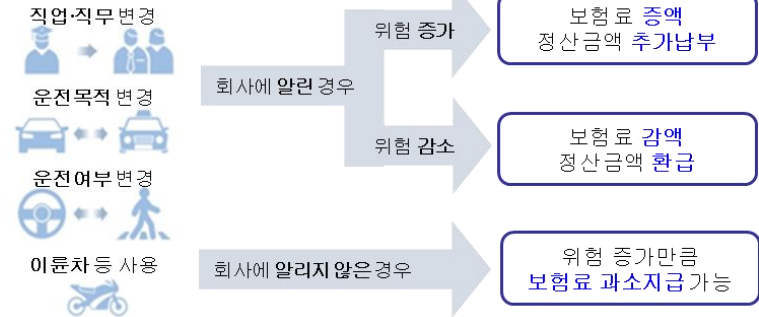 직업·직무 변경
운전목적 변경
운전여부 변경
이륜차 등 사용
회사에 알린 경우
위험 증가
보험료 증액
정산금액 추가납부
위험 감소
보험료 감액
정산금액 환급
회사에 알리지 않은 경우
위험 증가만큼
보험료 과소지급 가능